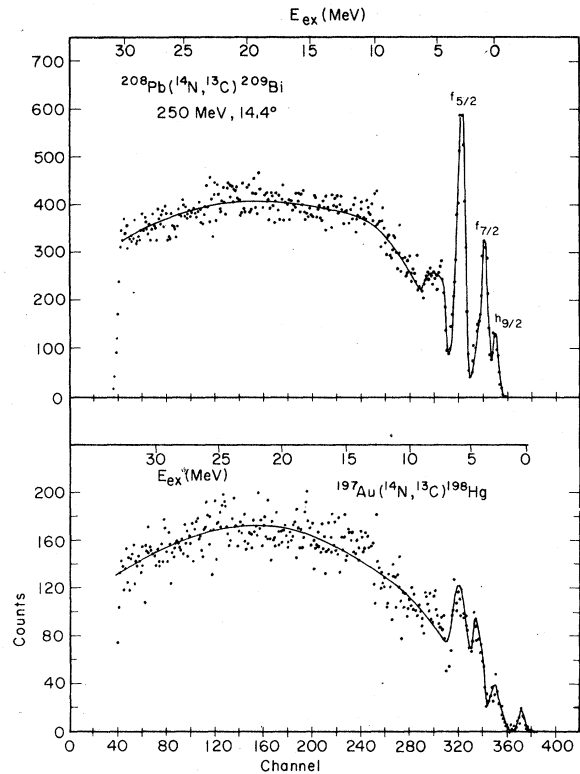 E_ex (MeV)
30 25 20 15 10 5 0
750
600
500
400
300
200
100
0
208Pb(14N,13C)209Bi
250 MeV, 14.4°
f5/2
f7/2
h9/2
30 25 20 15 10 5 0
E_ex (MeV)
197Au(14N,13C)198Hg
200
160
120
80
40
0
Counts
0 40 80 120 160 200 240 280 320 360 400
Channel